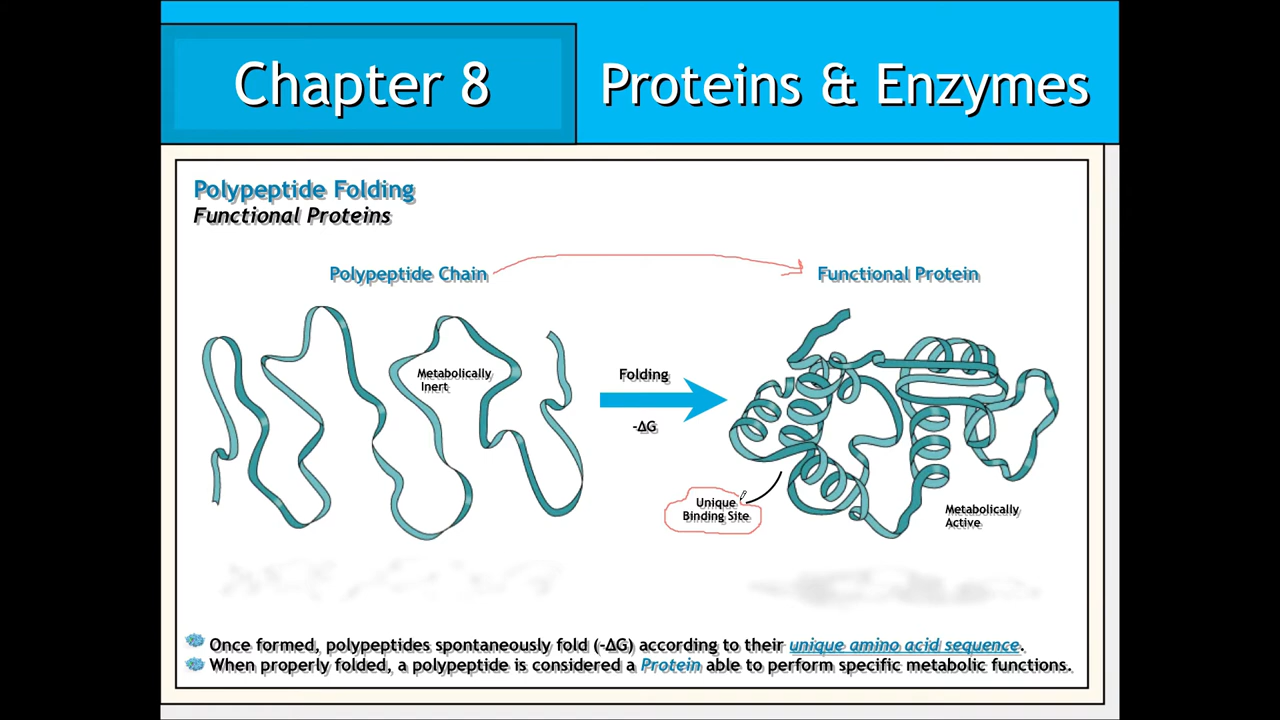 Chapter 8
Proteins & Enzymes
Polypeptide Folding
Functional Proteins
Polypeptide Chain
Functional Protein
Metabolically
Inert
Folding
-ΔG
Unique
Binding Site
Metabolically
Active
Once formed, polypeptides spontaneously fold (-ΔG) according to their unique amino acid sequence.
When properly folded, a polypeptide is considered a Protein able to perform specific metabolic functions.